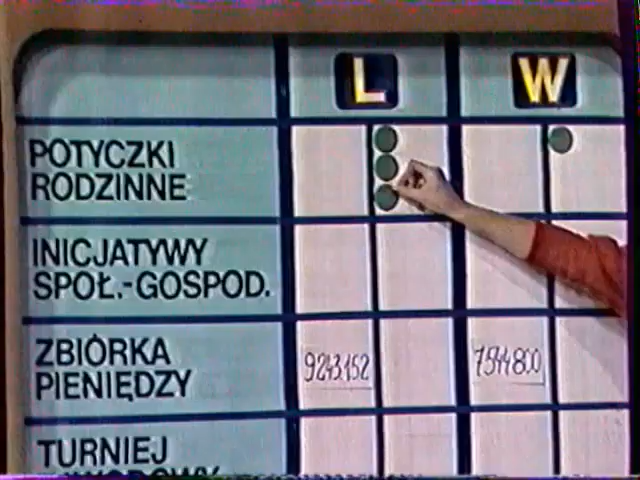 L W
POTYCZKI
RODZINNE
INICJATYWY
SPOŁ.-GOSPOD.
ZBIÓRKA
PIENIĘDZY
9243152 7544800
TURNIEJ